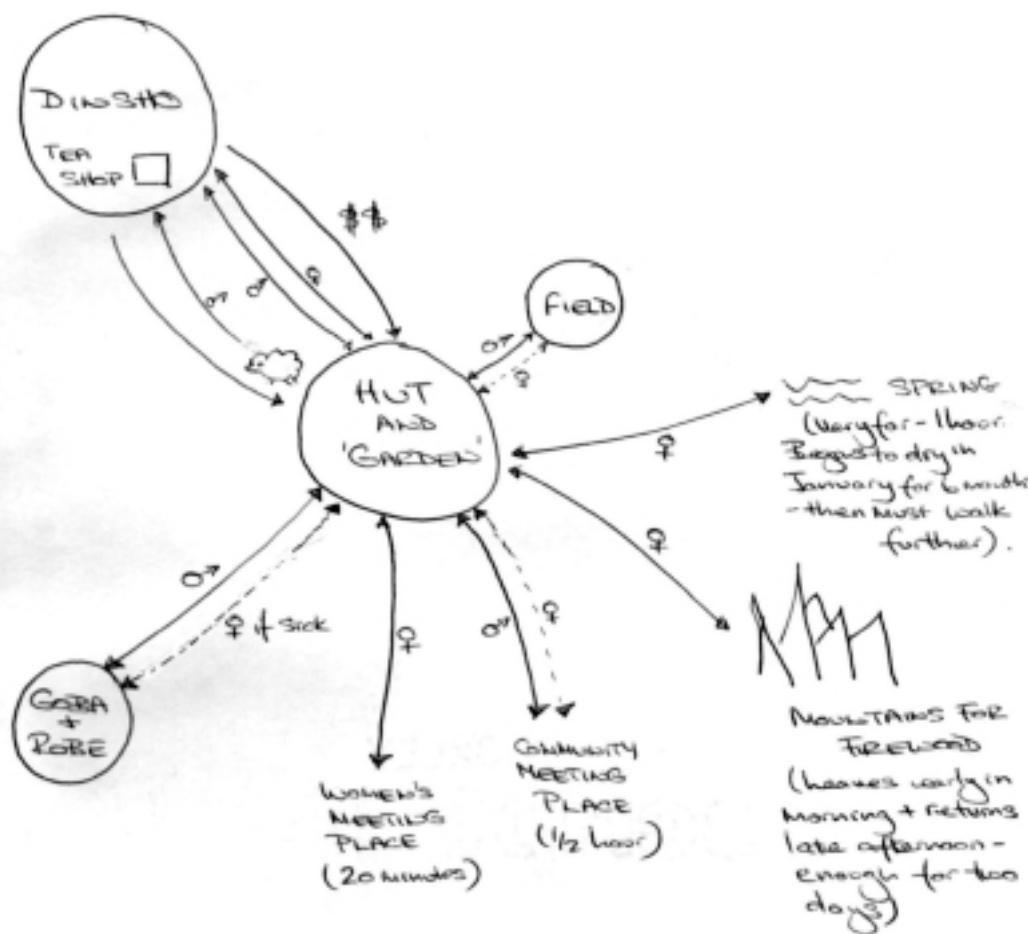 DINSHO
TEA
SHOP
$$
♂
♂
♀
FIELD
♂
♀
HUT
AND
'GARDEN'
SPRING
(Very far - 1 hour.
Begins to dry in
January for 6 months
- then must walk
further).
♀
♀
♂
♀ if sick
♀
♂
♀
GOBA
+
ROBE
WOMEN'S
MEETING
PLACE
(20 minutes)
COMMUNITY
MEETING
PLACE
(1/2 hour)
MOUNTAINS FOR
FIREWOOD
(Leaves early in
morning + returns
late afternoon -
enough for two
days)